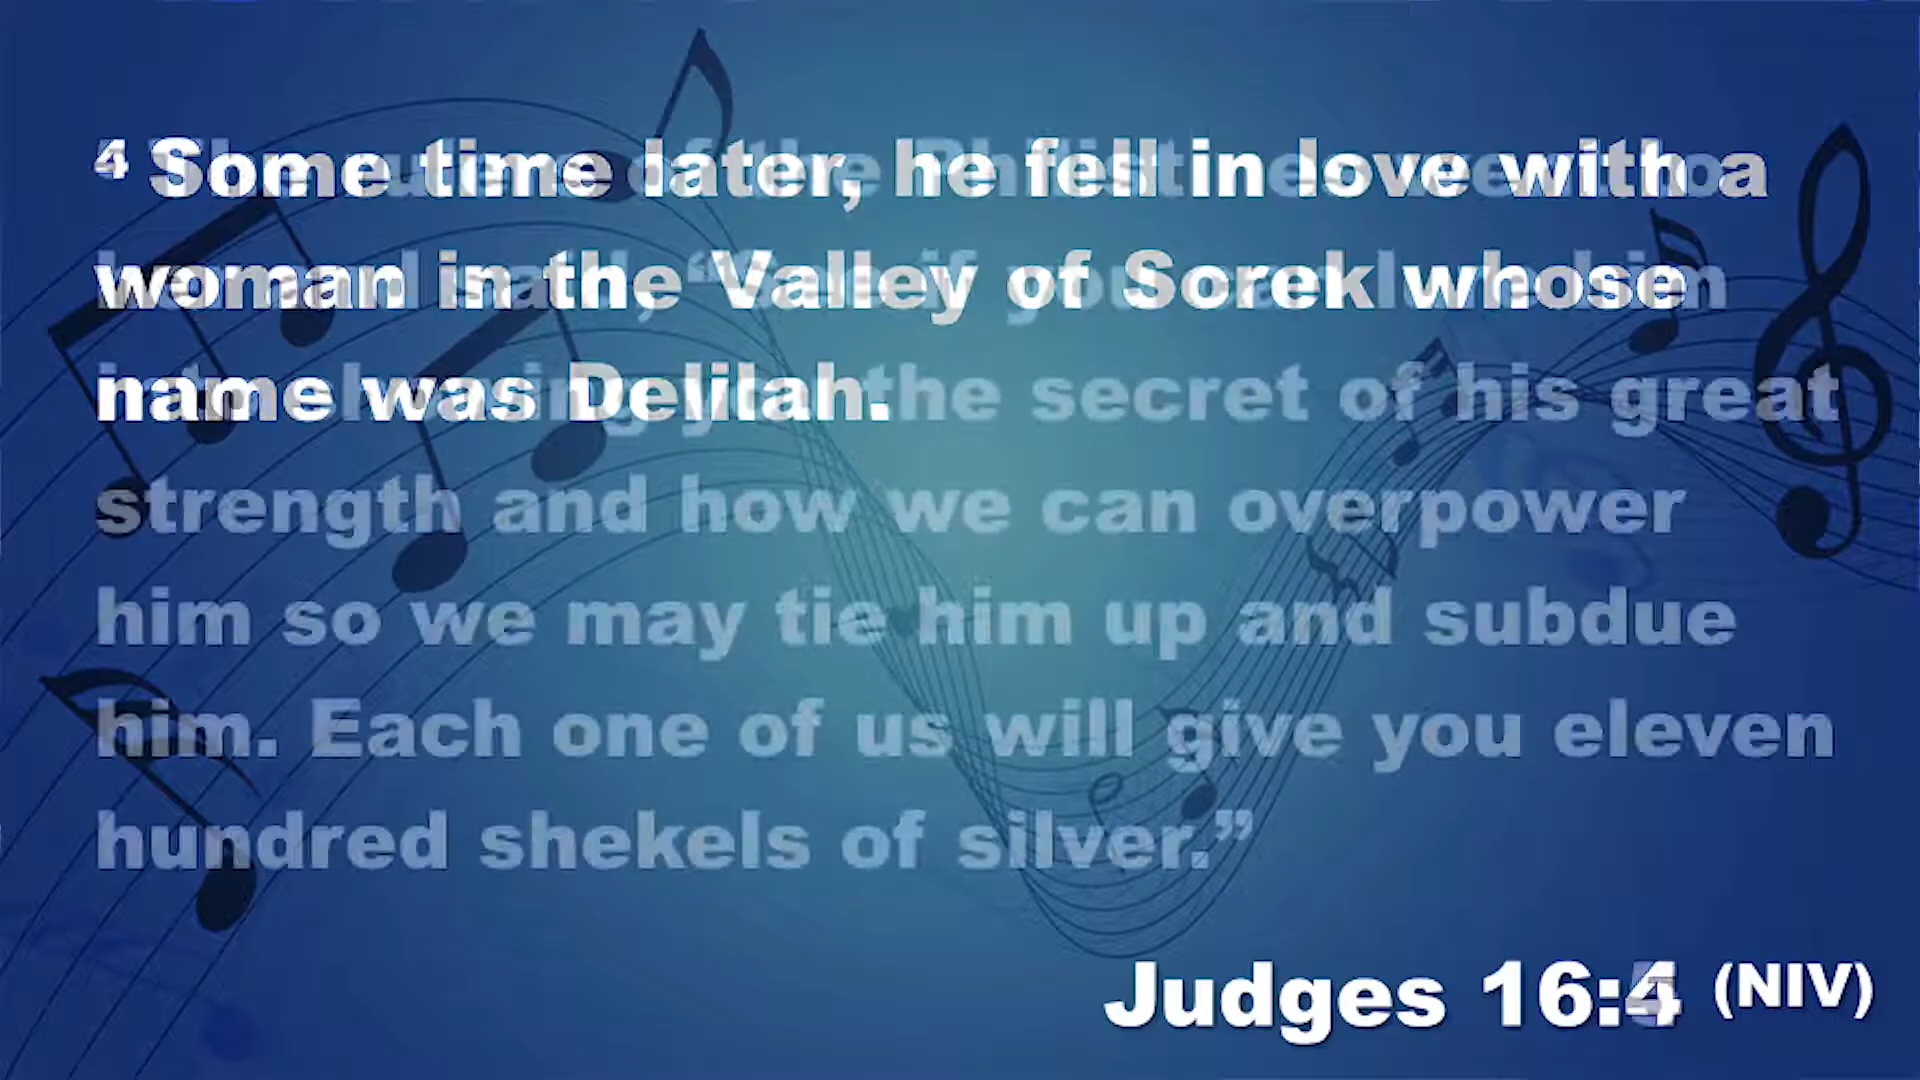 4 Some time later, he fell in love with a
woman in the Valley of Sorek whose
name was Delilah.
the secret of his great
strength and how we can overpower
him so we may tie him up and subdue
him. Each one of us will give you eleven
hundred shekels of silver.”
Judges 16:4 (NIV)